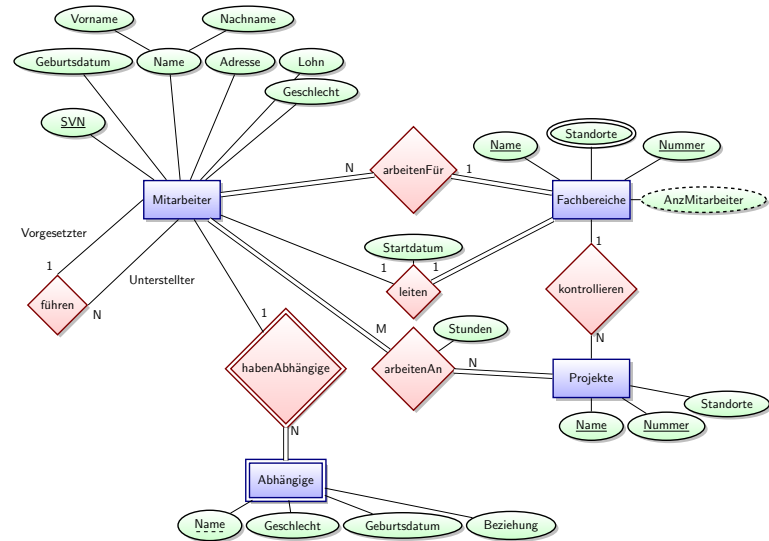 Vorname
Nachname
Geburtsdatum
Name
Adresse
Lohn
Geschlecht
SVN
Mitarbeiter
N
arbeitenFür
1
Name
Standorte
Nummer
Fachbereiche
AnzMitarbeiter
Vorgesetzter
Unterstellter
1
führen
N
Startdatum
1
1
leiten
1
kontrollieren
N
M
Stunden
arbeitenAn
N
Projekte
Standorte
Name
Nummer
1
habenAbhängige
N
Abhängige
Name
Geschlecht
Geburtsdatum
Beziehung